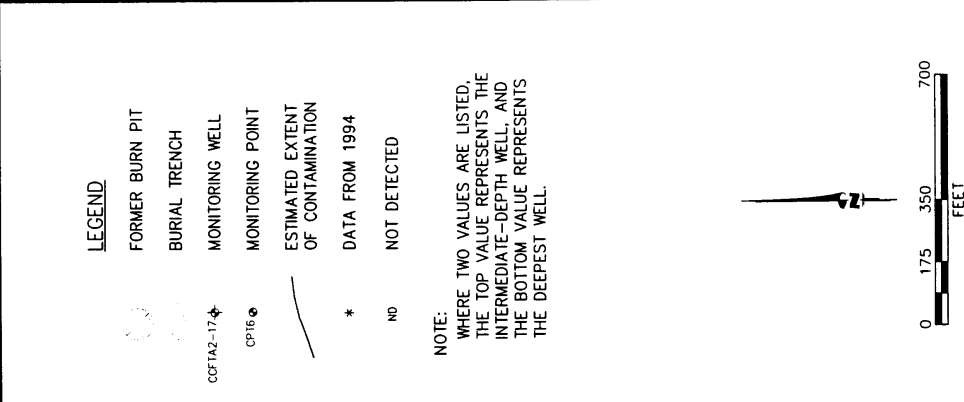 LEGEND
FORMER BURN PIT
BURIAL TRENCH
CCFTA2-17 MONITORING WELL
CPT6 MONITORING POINT
ESTIMATED EXTENT
OF CONTAMINATION
* DATA FROM 1994
ND NOT DETECTED
NOTE:
WHERE TWO VALUES ARE LISTED,
THE TOP VALUE REPRESENTS THE
INTERMEDIATE-DEPTH WELL, AND
THE BOTTOM VALUE REPRESENTS
THE DEEPEST WELL.
N
0 175 350 700
FEET